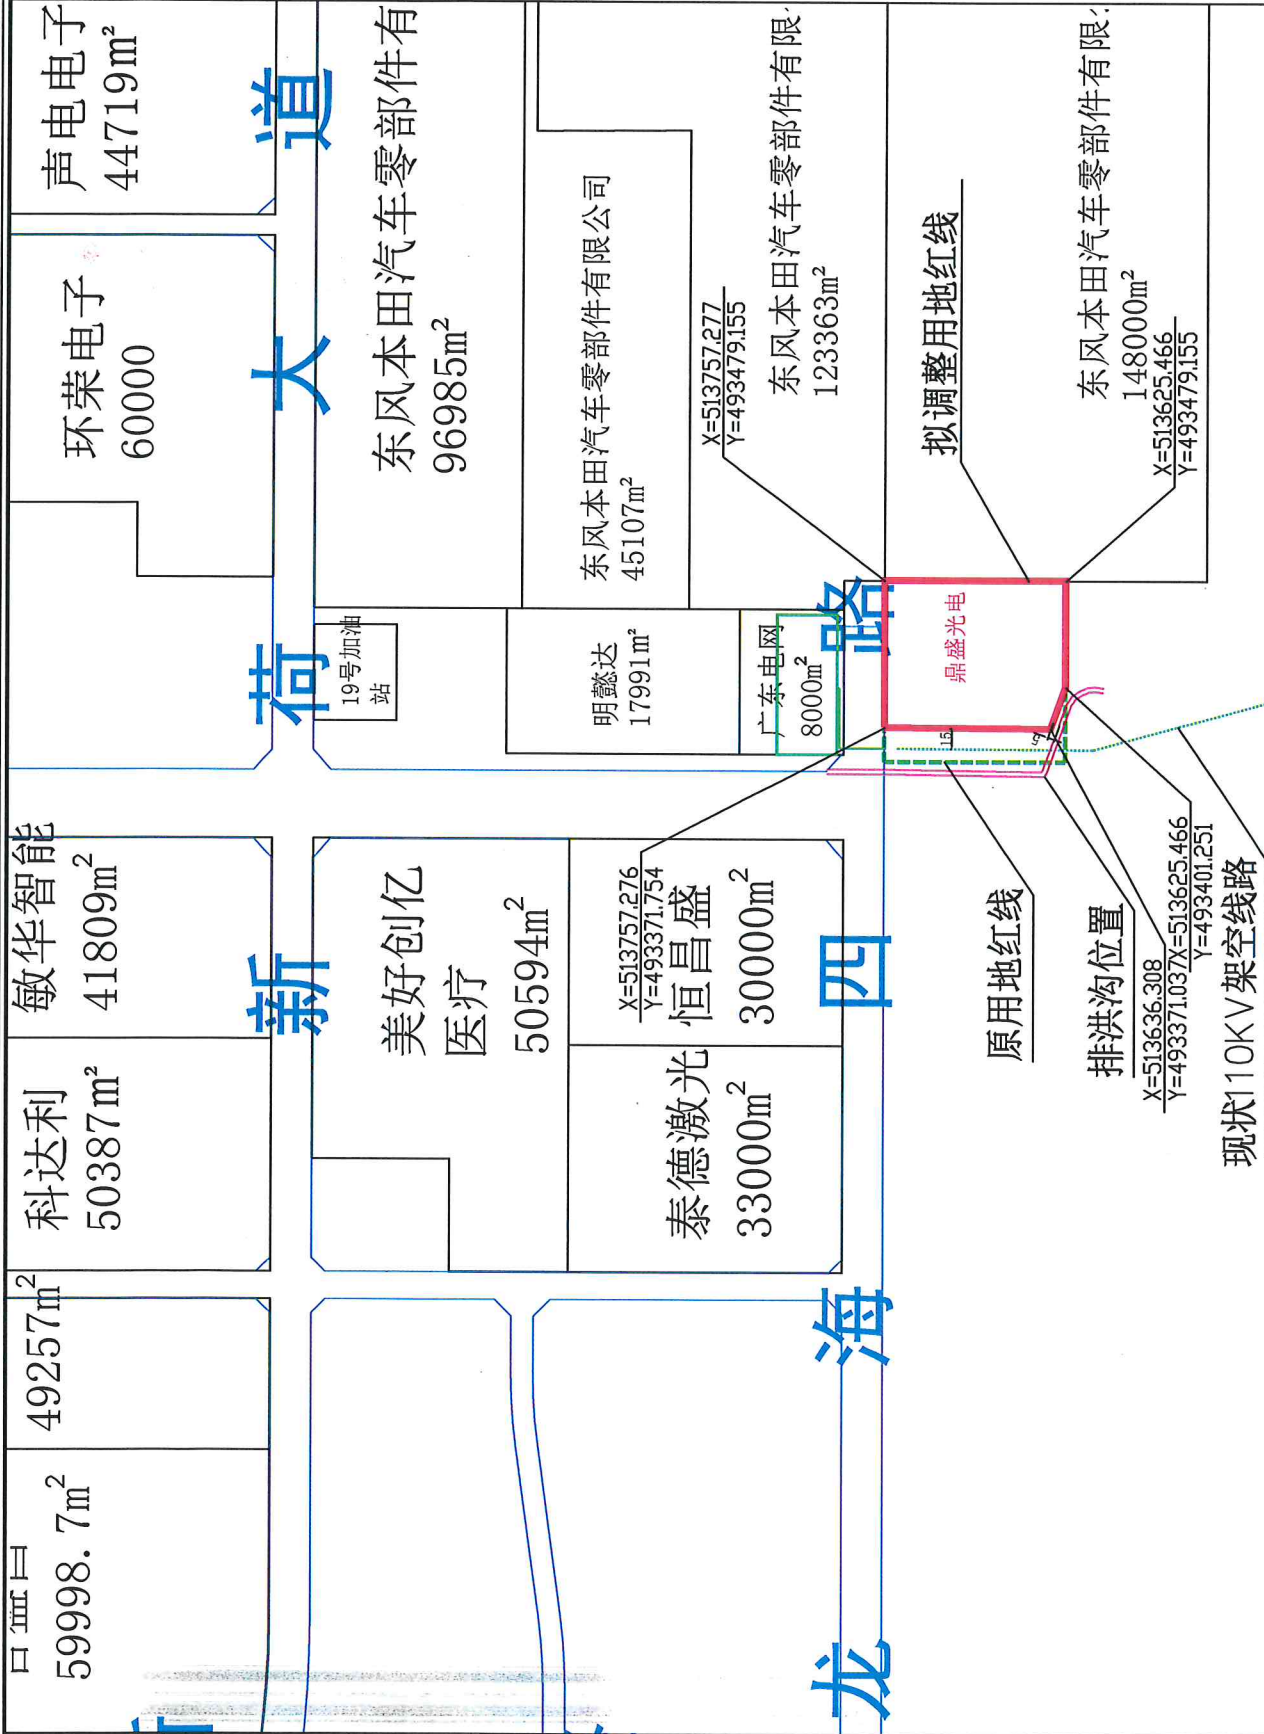 声电电子
44719m²
环荣电子
60000
敏华智能
41809m²
科达利
50387m²
49257m²
59998.7m²
新荷大道
东风本田汽车零部件有
96985m²
19号加油
站
东风本田汽车零部件有限公司
45107m²
明懿达
17991m²
广东电网
8000m²
美好创亿
医疗
50594m²
恒昌盛
30000m²
泰德激光
33000m²
X=513757.277
Y=493479.155
东风本田汽车零部件有限
123363m²
X=513757.276
Y=493371.754
龙海四路
拟调整用地红线
鼎盛光电
15
5
东风本田汽车零部件有限
148000m²
X=513625.466
Y=493479.155
原用地红线
排洪沟位置
X=513636.308
Y=493371.037
X=513625.466
Y=493401.251
现状110KV架空线路